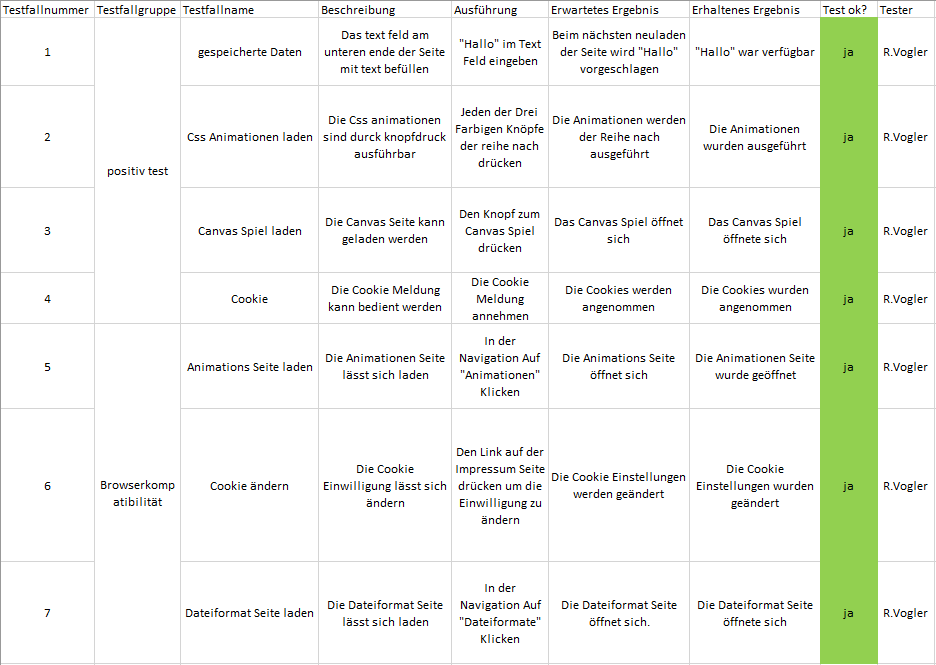 Testfallnummer Testfallgruppe Testfallname Beschreibung Ausführung Erwartetes Ergebnis Erhaltenes Ergebnis Test ok? Tester
1
gespeicherte Daten
Das text feld am
unteren ende der Seite
mit text befüllen
"Hallo" im Text
Feld eingeben
Beim nächsten neuladen
der Seite wird "Hallo"
vorgeschlagen
"Hallo" war verfügbar
ja
R.Vogler
2
positiv test
Css Animationen laden
Die Css animationen
sind durck knopfdruck
ausführbar
Jeden der Drei
Farbigen Knöpfe
der reihe nach
drücken
Die Animationen werden
der Reihe nach
ausgeführt
Die Animationen
wurden ausgeführt
ja
R.Vogler
3
Canvas Spiel laden
Die Canvas Seite kann
geladen werden
Den Knopf zum
Canvas Spiel
drücken
Das Canvas Spiel öffnet
sich
Das Canvas Spiel
öffnete sich
ja
R.Vogler
4
Cookie
Die Cookie Meldung
kann bedient werden
Die Cookie
Meldung
annehmen
Die Cookies werden
angenommen
Die Cookies wurden
angenommen
ja
R.Vogler
5
Animations Seite laden
Die Animationen Seite
lässt sich laden
In der
Navigation Auf
"Animationen"
Klicken
Die Animations Seite
öffnet sich
Die Animationen Seite
wurde geöffnet
ja
R.Vogler
6
Browserkomp
atibilität
Cookie ändern
Die Cookie
Einwilligung lässt sich
ändern
Den Link auf der
Impressum Seite
drücken um die
Einwilligung zu
ändern
Die Cookie Einstellungen
werden geändert
Die Cookie
Einstellungen wurden
geändert
ja
R.Vogler
7
Dateiformat Seite laden
Die Dateiformat Seite
lässt sich laden
In der
Navigation Auf
"Dateiformate"
Klicken
Die Dateiformat Seite
öffnet sich.
Die Dateiformat Seite
öffnete sich
ja
R.Vogler